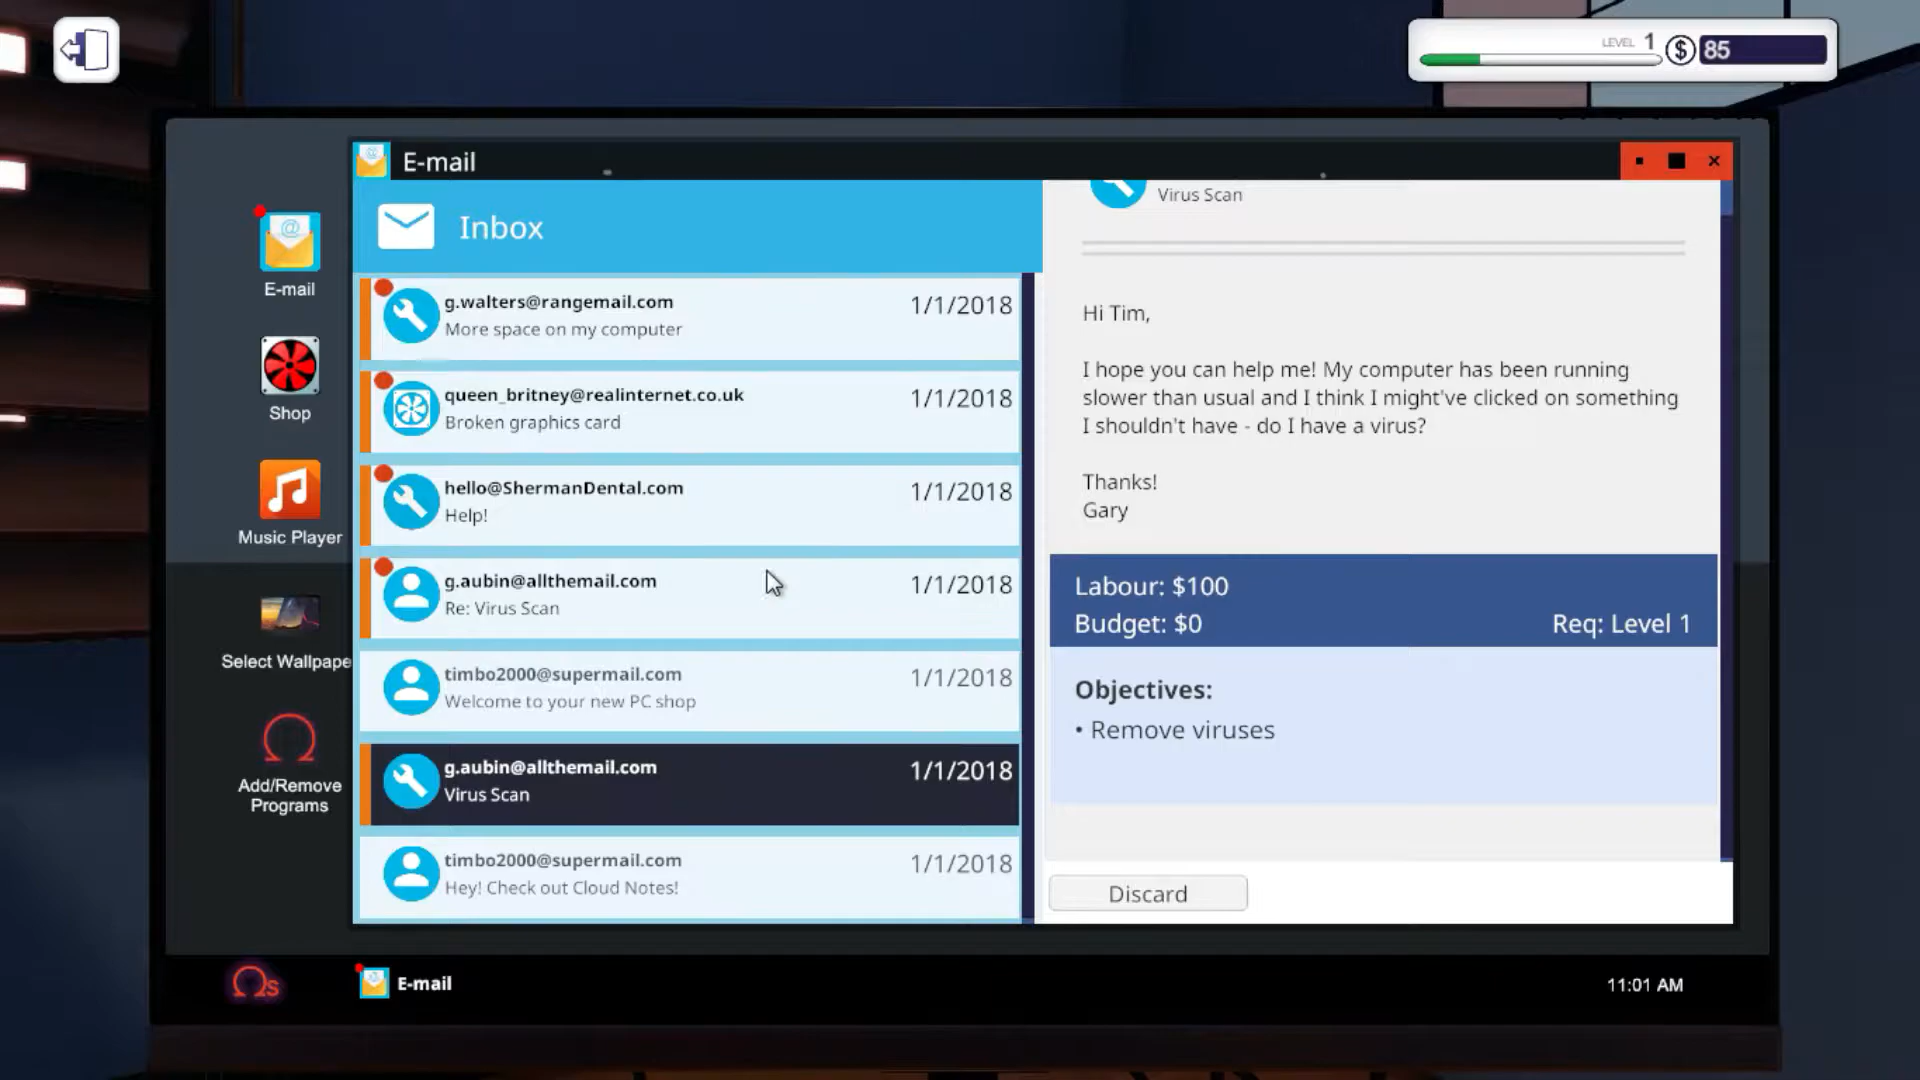 LEVEL 1
85
E-mail
Inbox
g.walters@rangemail.com
1/1/2018
More space on my computer
queen_britney@realinternet.co.uk
1/1/2018
Broken graphics card
hello@ShermanDental.com
1/1/2018
Help!
g.aubin@allthemail.com
1/1/2018
Re: Virus Scan
timbo2000@supermail.com
1/1/2018
Welcome to your new PC shop
g.aubin@allthemail.com
1/1/2018
Virus Scan
timbo2000@supermail.com
1/1/2018
Hey! Check out Cloud Notes!
Virus Scan
Hi Tim,
I hope you can help me! My computer has been running
slower than usual and I think I might've clicked on something
I shouldn't have - do I have a virus?
Thanks!
Gary
Labour: $100
Budget: $0
Req: Level 1
Objectives:
• Remove viruses
Discard
E-mail
Shop
Music Player
Select Wallpape
Add/Remove
Programs
E-mail
11:01 AM